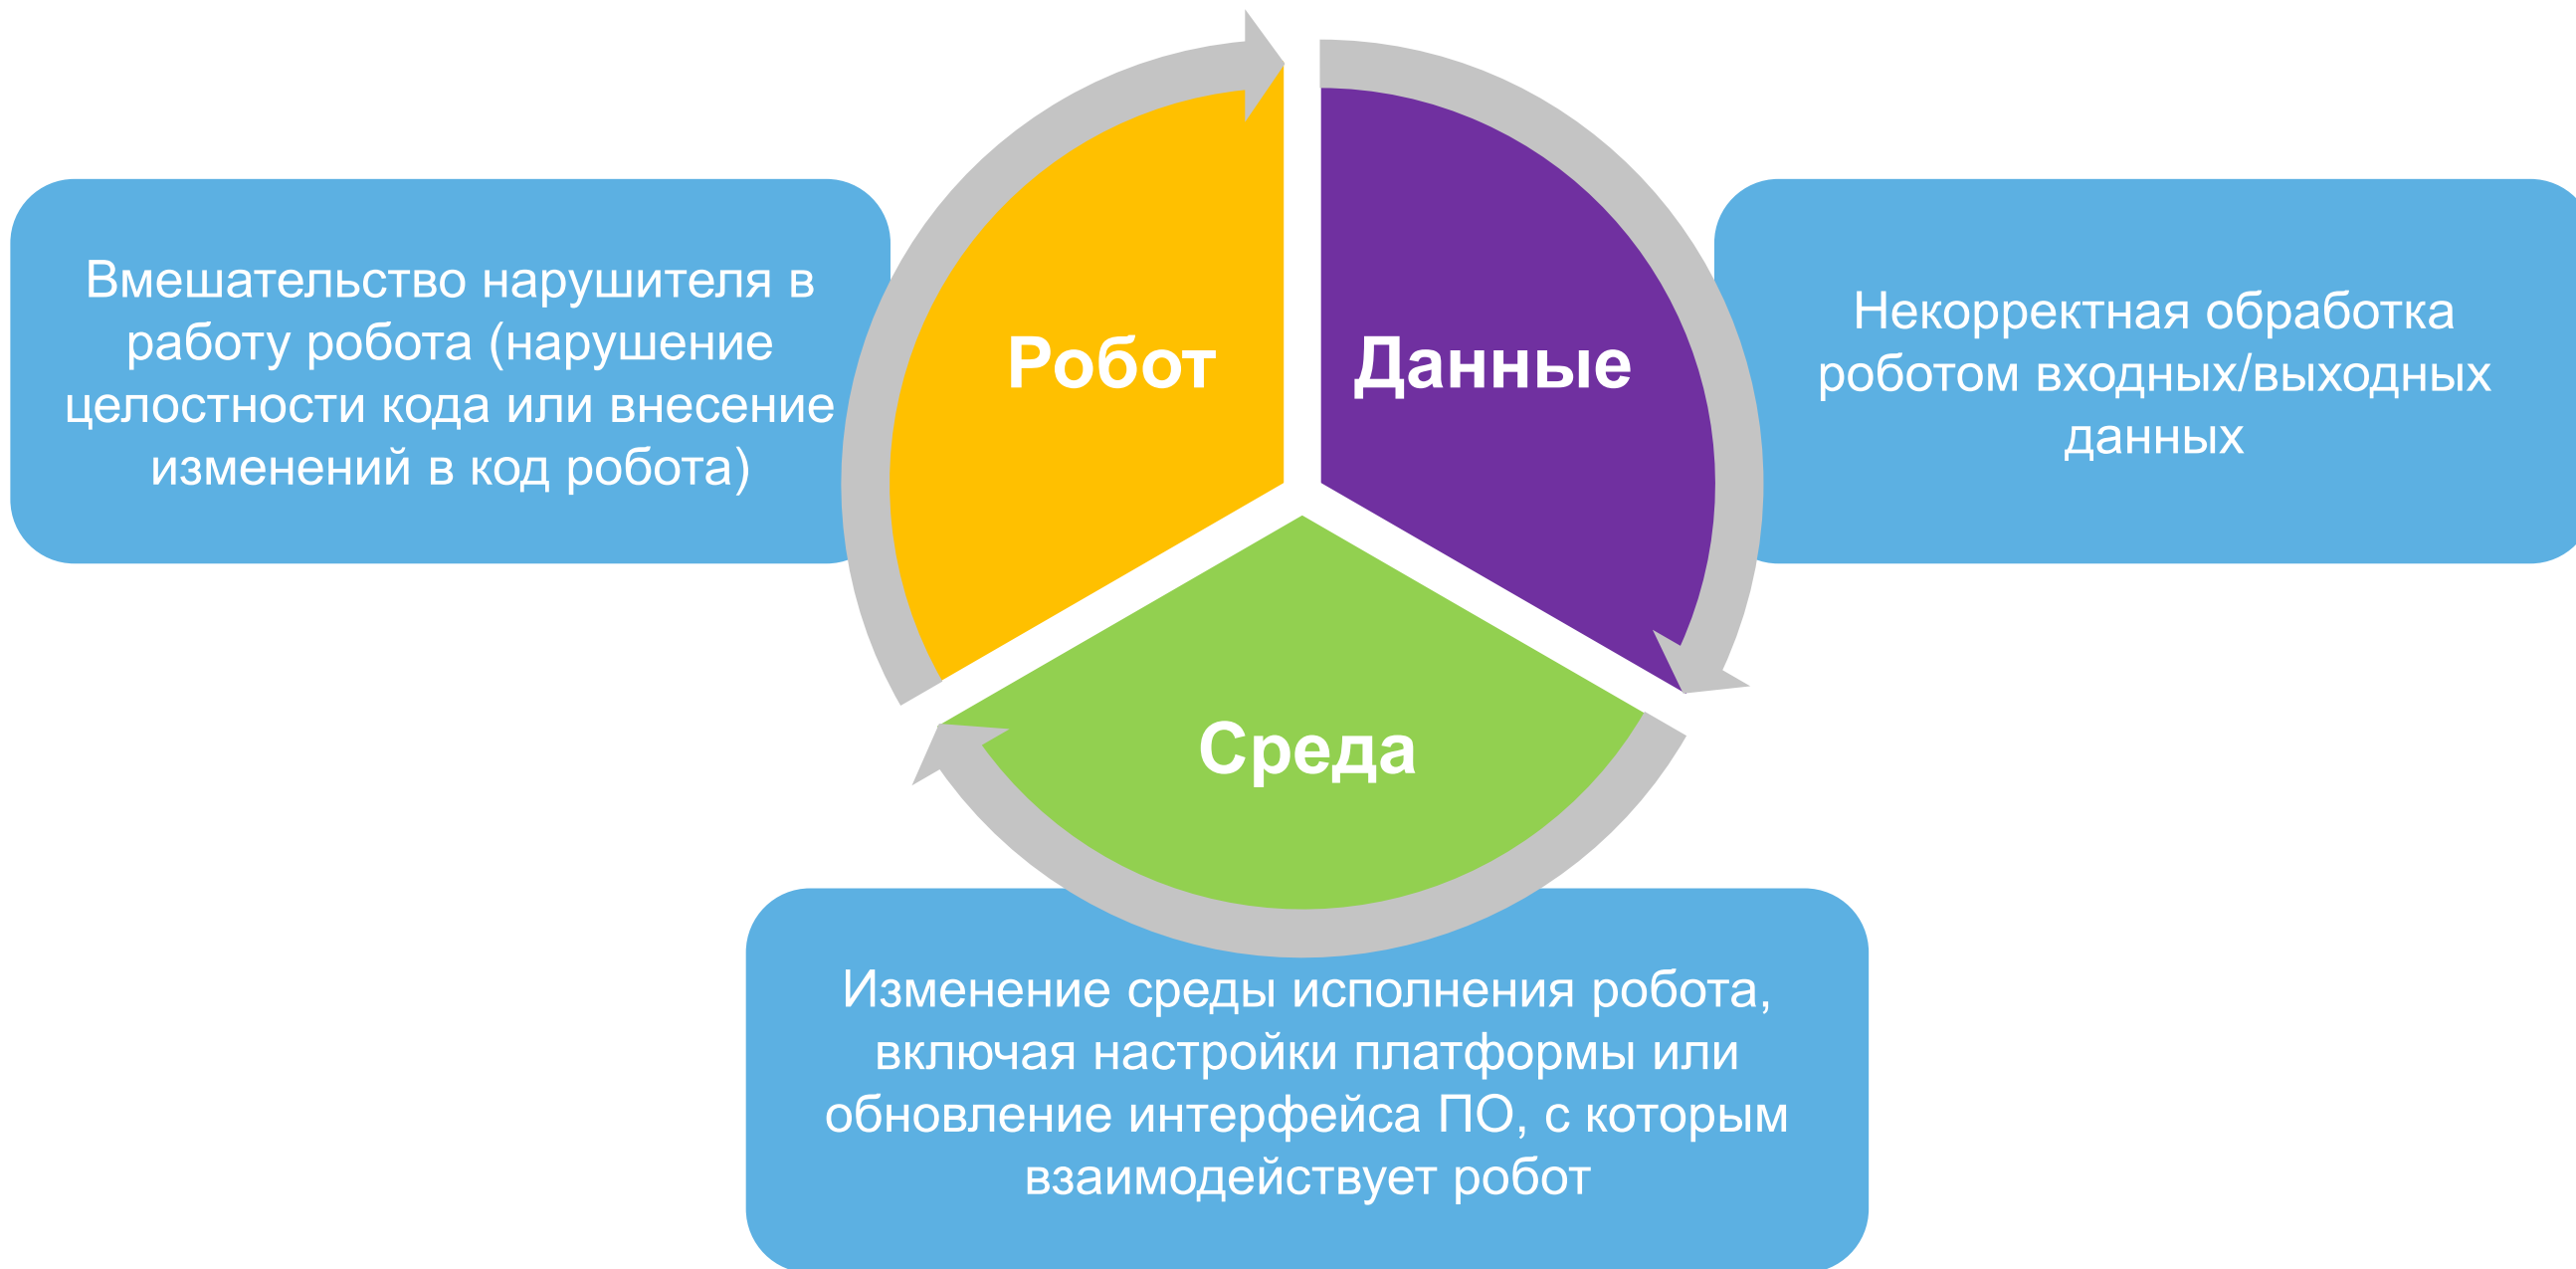 Вмешательство нарушителя в
работу робота (нарушение
целостности кода или внесение
изменений в код робота)
Робот
Данные
Некорректная обработка
роботом входных/выходных
данных
Среда
Изменение среды исполнения робота,
включая настройки платформы или
обновление интерфейса ПО, с которым
взаимодействует робот